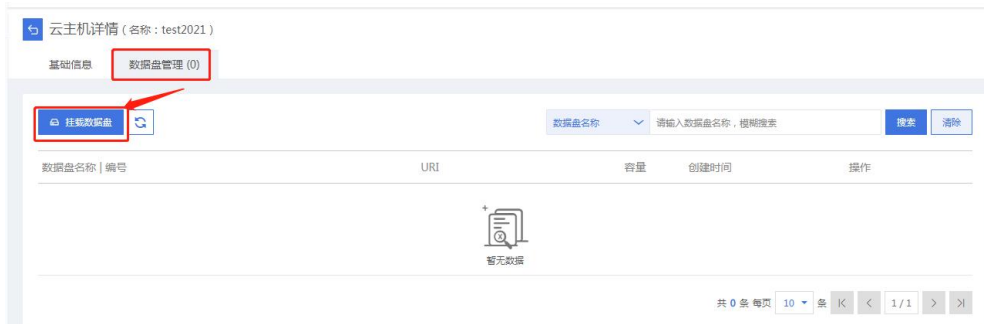 云主机详情 ( 名称：test2021 )
基础信息 数据盘管理 (0)
挂载数据盘 数据盘名称 请输入数据盘名称，模糊搜索 搜索 清除
数据盘名称 | 编号 URI 容量 创建时间 操作
暂无数据
共 0 条 每页 10 条 1 / 1